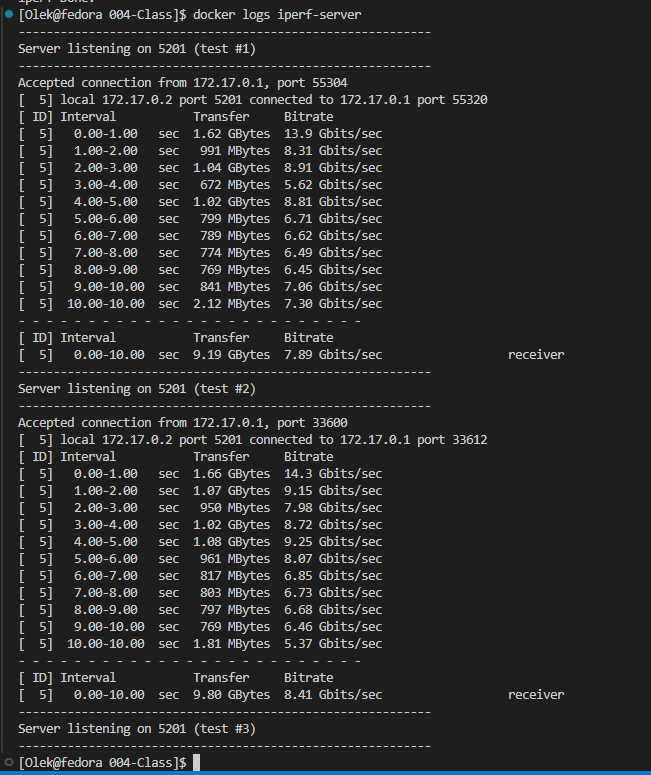 iperf Done.
[Olek@fedora 004-Class]$ docker logs iperf-server
-----------------------------------------------------------
Server listening on 5201 (test #1)
-----------------------------------------------------------
Accepted connection from 172.17.0.1, port 55304
[  5] local 172.17.0.2 port 5201 connected to 172.17.0.1 port 55320
[ ID] Interval           Transfer     Bitrate
[  5]   0.00-1.00   sec  1.62 GBytes  13.9 Gbits/sec
[  5]   1.00-2.00   sec   991 MBytes  8.31 Gbits/sec
[  5]   2.00-3.00   sec  1.04 GBytes  8.91 Gbits/sec
[  5]   3.00-4.00   sec   672 MBytes  5.62 Gbits/sec
[  5]   4.00-5.00   sec  1.02 GBytes  8.81 Gbits/sec
[  5]   5.00-6.00   sec   799 MBytes  6.71 Gbits/sec
[  5]   6.00-7.00   sec   789 MBytes  6.62 Gbits/sec
[  5]   7.00-8.00   sec   774 MBytes  6.49 Gbits/sec
[  5]   8.00-9.00   sec   769 MBytes  6.45 Gbits/sec
[  5]   9.00-10.00  sec   841 MBytes  7.06 Gbits/sec
[  5]  10.00-10.00  sec  2.12 MBytes  7.30 Gbits/sec
- - - - - - - - - - - - - - - - - - - - - - - - -
[ ID] Interval           Transfer     Bitrate
[  5]   0.00-10.00  sec  9.19 GBytes  7.89 Gbits/sec                  receiver
-----------------------------------------------------------
Server listening on 5201 (test #2)
-----------------------------------------------------------
Accepted connection from 172.17.0.1, port 33600
[  5] local 172.17.0.2 port 5201 connected to 172.17.0.1 port 33612
[ ID] Interval           Transfer     Bitrate
[  5]   0.00-1.00   sec  1.66 GBytes  14.3 Gbits/sec
[  5]   1.00-2.00   sec  1.07 GBytes  9.15 Gbits/sec
[  5]   2.00-3.00   sec   950 MBytes  7.98 Gbits/sec
[  5]   3.00-4.00   sec  1.02 GBytes  8.72 Gbits/sec
[  5]   4.00-5.00   sec  1.08 GBytes  9.25 Gbits/sec
[  5]   5.00-6.00   sec   961 MBytes  8.07 Gbits/sec
[  5]   6.00-7.00   sec   817 MBytes  6.85 Gbits/sec
[  5]   7.00-8.00   sec   803 MBytes  6.73 Gbits/sec
[  5]   8.00-9.00   sec   797 MBytes  6.68 Gbits/sec
[  5]   9.00-10.00  sec   769 MBytes  6.46 Gbits/sec
[  5]  10.00-10.00  sec  1.81 MBytes  5.37 Gbits/sec
- - - - - - - - - - - - - - - - - - - - - - - - -
[ ID] Interval           Transfer     Bitrate
[  5]   0.00-10.00  sec  9.80 GBytes  8.41 Gbits/sec                  receiver
-----------------------------------------------------------
Server listening on 5201 (test #3)
-----------------------------------------------------------
[Olek@fedora 004-Class]$